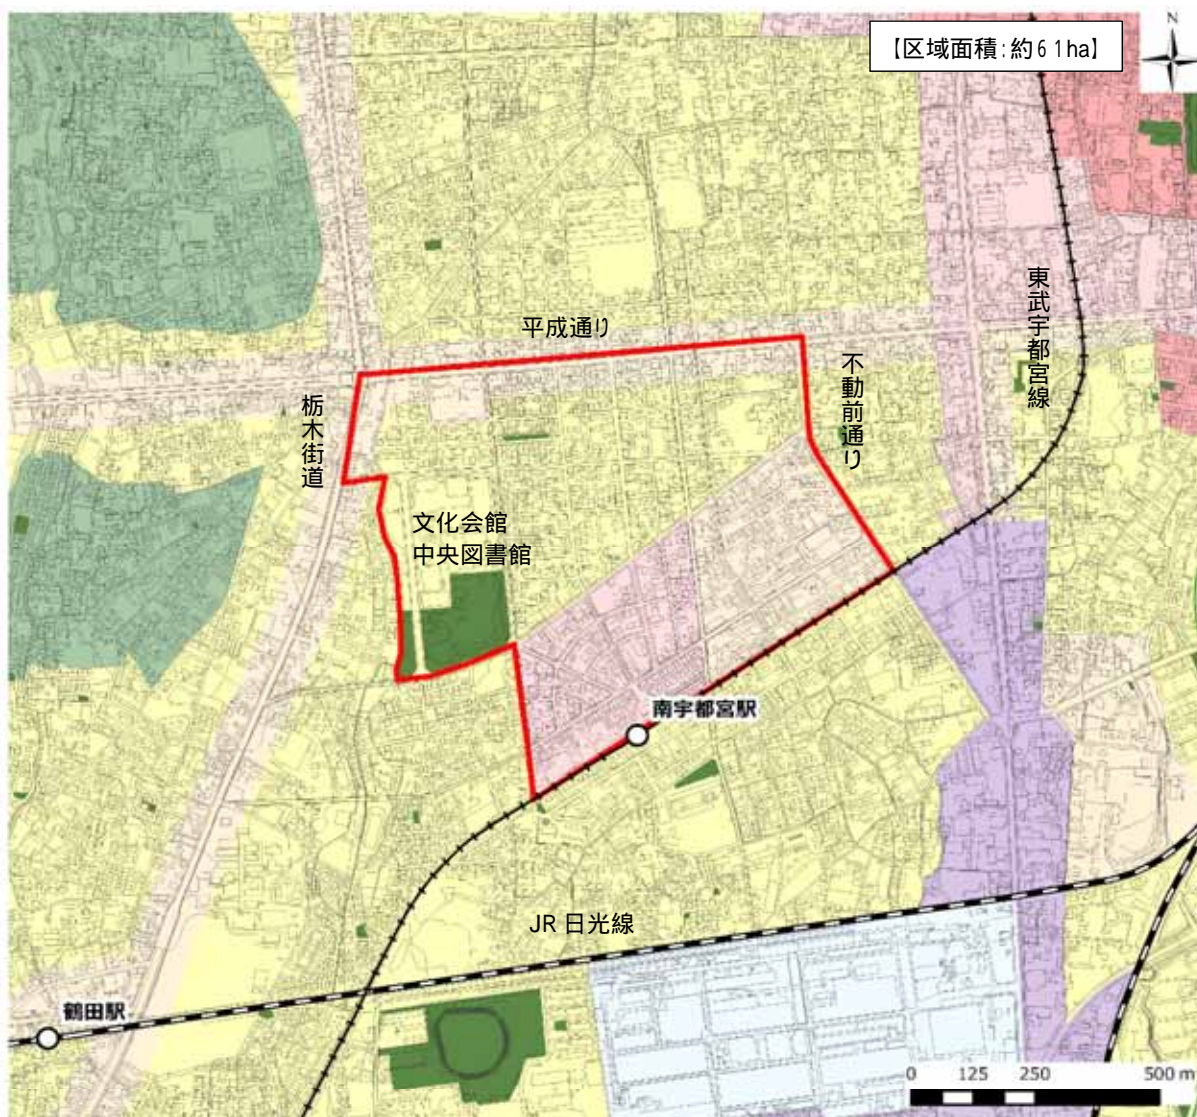 【区域面積:約61ha】
N
平成通り
東武宇都宮線
不動前通り
栃木街道
文化会館
中央図書館
南宇都宮駅
JR日光線
鶴田駅
0 125 250 500 m